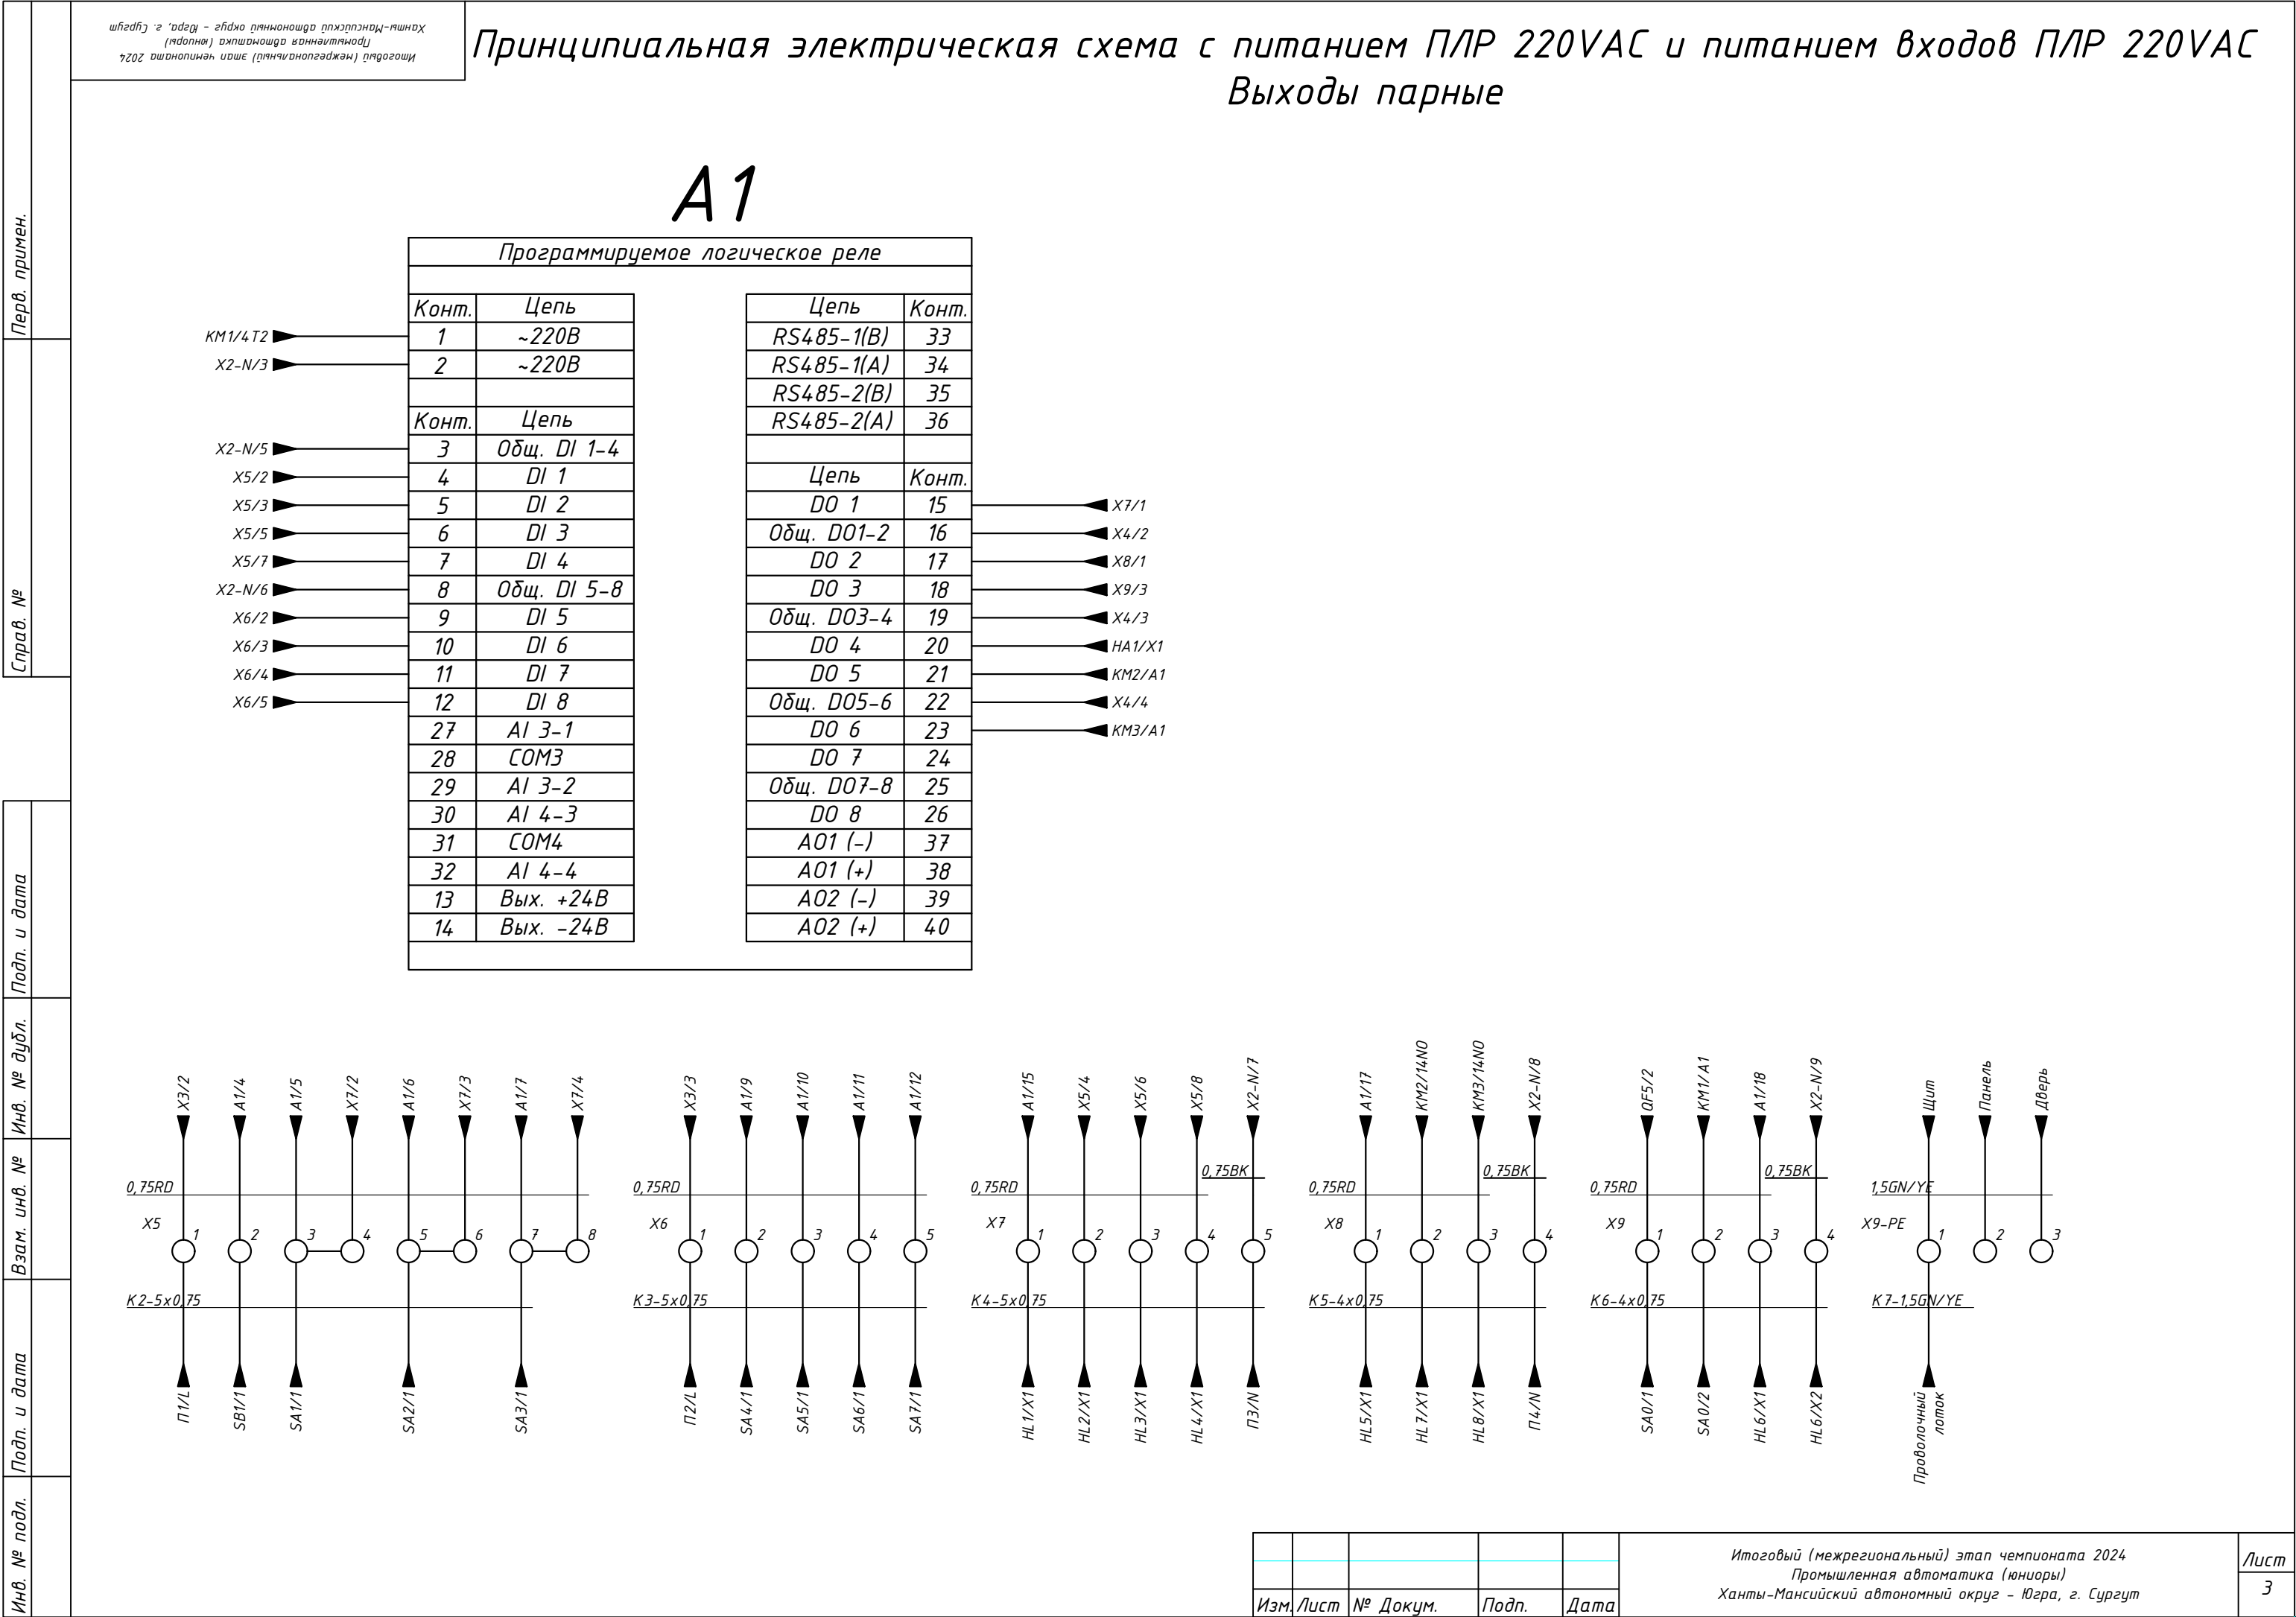 Ханты-Мансийский автономный округ - Югра, г. Сургут
Промышленная автоматика (юниоры)
Итоговый (межрегиональный) этап чемпионата 2024
Принципиальная электрическая схема с питанием ПЛР 220VAC и питанием входов ПЛР 220VAC
Выходы парные
A1
Программируемое логическое реле
Конт. Цепь
KM1/4T2 1 ~220В
X2-N/3 2 ~220В
Конт. Цепь
X2-N/5 3 Общ. DI 1-4
X5/2 4 DI 1
X5/3 5 DI 2
X5/5 6 DI 3
X5/7 7 DI 4
X2-N/6 8 Общ. DI 5-8
X6/2 9 DI 5
X6/3 10 DI 6
X6/4 11 DI 7
X6/5 12 DI 8
27 AI 3-1
28 COM3
29 AI 3-2
30 AI 4-3
31 COM4
32 AI 4-4
13 Вых. +24В
14 Вых. -24В
Цепь Конт.
RS485-1(B) 33
RS485-1(A) 34
RS485-2(B) 35
RS485-2(A) 36
Цепь Конт.
DO 1 15 X7/1
Общ. DO1-2 16 X4/2
DO 2 17 X8/1
DO 3 18 X9/3
Общ. DO3-4 19 X4/3
DO 4 20 HA1/X1
DO 5 21 KM2/A1
Общ. DO5-6 22 X4/4
DO 6 23 KM3/A1
DO 7 24
Общ. DO7-8 25
DO 8 26
AO1 (-) 37
AO1 (+) 38
AO2 (-) 39
AO2 (+) 40
X3/2 A1/4 A1/5 X7/2 A1/6 X7/3 A1/7 X7/4
0,75RD
X5 1 2 3 4 5 6 7 8
K2-5x0,75
П1/L SB1/1 SA1/1 SA2/1 SA3/1
X3/3 A1/9 A1/10 A1/11 A1/12
0,75RD
X6 1 2 3 4 5
K3-5x0,75
П2/L SA4/1 SA5/1 SA6/1 SA7/1
A1/15 X5/4 X5/6 X5/8 X2-N/7
0,75RD 0,75BK
X7 1 2 3 4 5
K4-5x0,75
HL1/X1 HL2/X1 HL3/X1 HL4/X1 П3/N
A1/17 KM2/14NO KM3/14NO X2-N/8
0,75RD 0,75BK
X8 1 2 3 4
K5-4x0,75
HL5/X1 HL7/X1 HL8/X1 П4/N
QF5/2 KM1/A1 A1/18 X2-N/9
0,75RD 0,75BK
X9 1 2 3 4
K6-4x0,75
SA0/1 SA0/2 HL6/X1 HL6/X2
Щит Панель Дверь
1,5GN/YE
X9-PE 1 2 3
K7-1,5GN/YE
Проволочный
лоток
Перв. примен.
Справ. №
Подп. и дата
Инв. № дубл.
Взам. инв. №
Подп. и дата
Инв. № подл.
Изм. Лист № Докум. Подп. Дата
Итоговый (межрегиональный) этап чемпионата 2024
Промышленная автоматика (юниоры)
Ханты-Мансийский автономный округ - Югра, г. Сургут
Лист
3